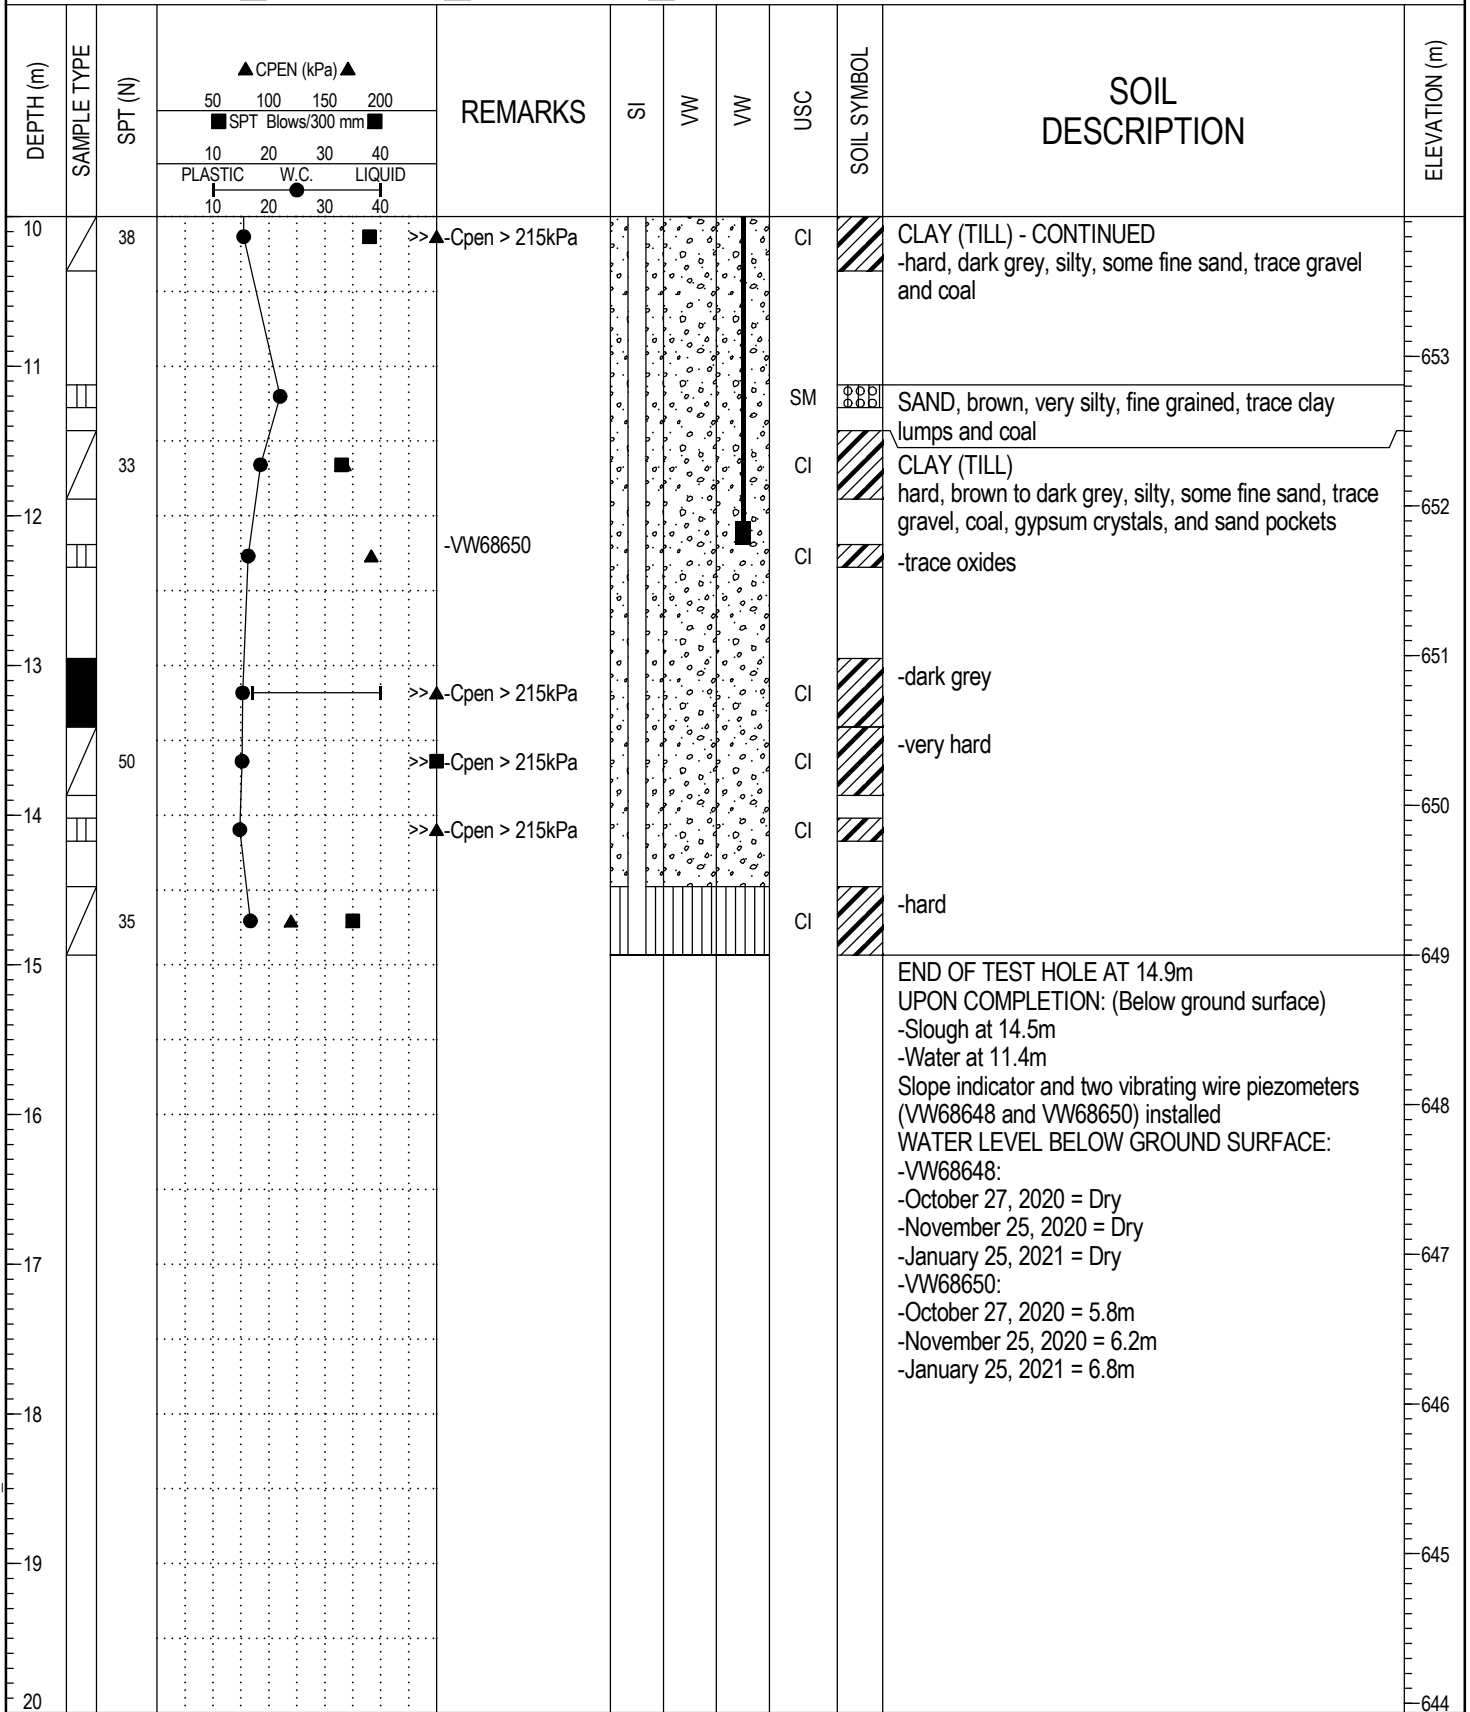 DEPTH (m)
SAMPLE TYPE
SPT (N)
CPEN (kPa)
50 100 150 200
SPT Blows/300 mm
10 20 30 40
PLASTIC W.C. LIQUID
10 20 30 40
REMARKS
SI
VW
VW
USC
SOIL SYMBOL
SOIL
DESCRIPTION
ELEVATION (m)
10
38 >> -Cpen > 215kPa CI
CLAY (TILL) - CONTINUED
-hard, dark grey, silty, some fine sand, trace gravel
and coal
11
653
SM
SAND, brown, very silty, fine grained, trace clay
lumps and coal
33 CI
CLAY (TILL)
hard, brown to dark grey, silty, some fine sand, trace
gravel, coal, gypsum crystals, and sand pockets
12
652
-VW68650
CI
-trace oxides
13
651
>> -Cpen > 215kPa CI
-dark grey
50 >> -Cpen > 215kPa CI
-very hard
14
650
>> -Cpen > 215kPa CI
35 CI
-hard
15
649
END OF TEST HOLE AT 14.9m
UPON COMPLETION: (Below ground surface)
-Slough at 14.5m
-Water at 11.4m
Slope indicator and two vibrating wire piezometers
(VW68648 and VW68650) installed
WATER LEVEL BELOW GROUND SURFACE:
-VW68648:
-October 27, 2020 = Dry
-November 25, 2020 = Dry
-January 25, 2021 = Dry
-VW68650:
-October 27, 2020 = 5.8m
-November 25, 2020 = 6.2m
-January 25, 2021 = 6.8m
16
648
17
647
18
646
19
645
20
644